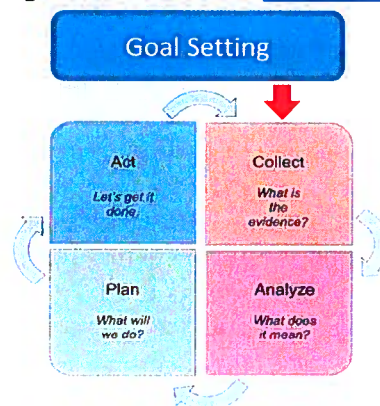 Goal Setting
Act
Let's get it
done.
Collect
What is
the
evidence?
Plan
What will
we do?
Analyze
What does
it mean?